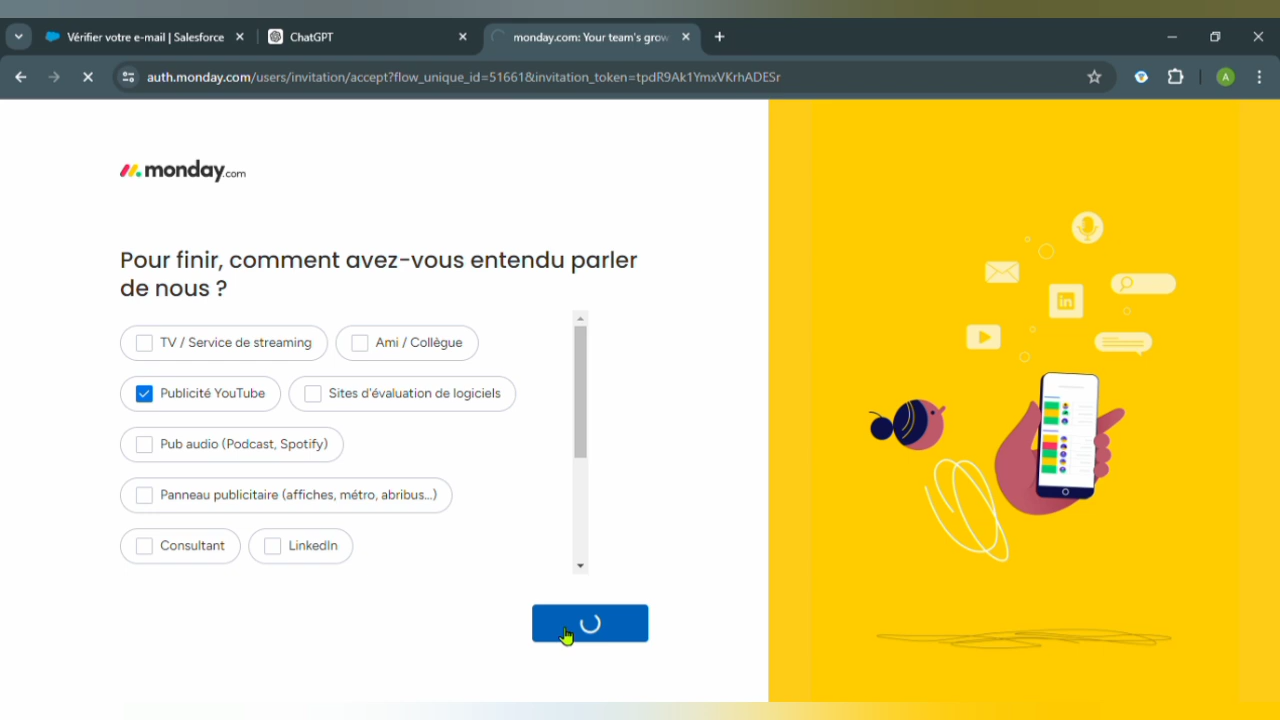 Vérifier votre e-mail | Salesforce
ChatGPT
monday.com: Your team's grow
auth.monday.com/users/invitation/accept?flow_unique_id=51661&invitation_token=tpdR9Ak1YmxVKrhADESr
A
monday.com
Pour finir, comment avez-vous entendu parler
de nous ?
TV / Service de streaming
Ami / Collègue
Publicité YouTube
Sites d'évaluation de logiciels
Pub audio (Podcast, Spotify)
Panneau publicitaire (affiches, métro, abribus...)
Consultant
LinkedIn
in